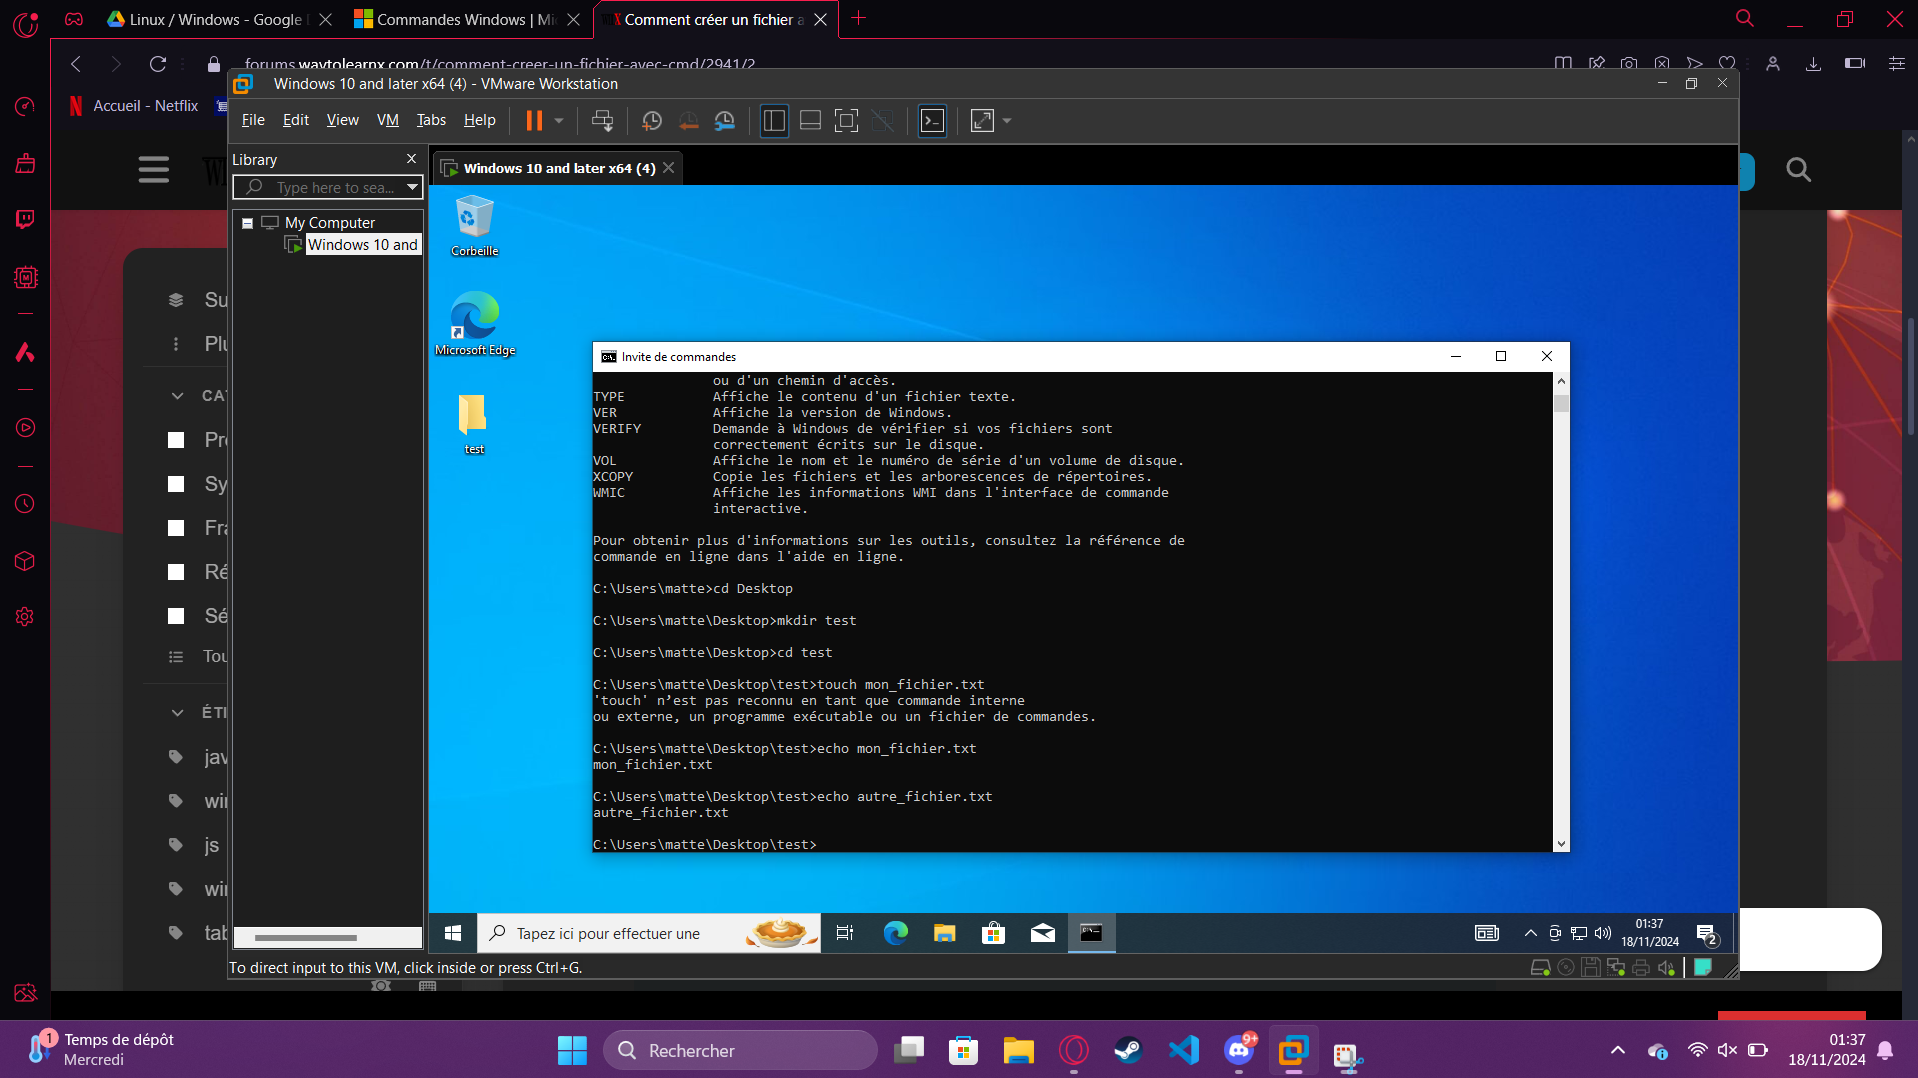 Linux / Windows - Google
Commandes Windows | Mi
Comment créer un fichier a
forums.waytolearnx.com/t/comment-creer-un-fichier-avec-cmd/2941/2
Accueil - Netflix
Windows 10 and later x64 (4) - VMware Workstation
File Edit View VM Tabs Help
Library
Windows 10 and later x64 (4)
Type here to sea...
My Computer
Windows 10 and
Corbeille
Microsoft Edge
test
Su
Plu
CAT
Pro
Sy
Fra
Ré
Sé
Tou
ÉTI
jav
win
js
win
tab
Invite de commandes
ou d'un chemin d'accès.
TYPE Affiche le contenu d'un fichier texte.
VER Affiche la version de Windows.
VERIFY Demande à Windows de vérifier si vos fichiers sont
correctement écrits sur le disque.
VOL Affiche le nom et le numéro de série d'un volume de disque.
XCOPY Copie les fichiers et les arborescences de répertoires.
WMIC Affiche les informations WMI dans l'interface de commande
interactive.
Pour obtenir plus d'informations sur les outils, consultez la référence de
commande en ligne dans l'aide en ligne.
C:\Users\matte>cd Desktop
C:\Users\matte\Desktop>mkdir test
C:\Users\matte\Desktop>cd test
C:\Users\matte\Desktop\test>touch mon_fichier.txt
'touch' n’est pas reconnu en tant que commande interne
ou externe, un programme exécutable ou un fichier de commandes.
C:\Users\matte\Desktop\test>echo mon_fichier.txt
mon_fichier.txt
C:\Users\matte\Desktop\test>echo autre_fichier.txt
autre_fichier.txt
C:\Users\matte\Desktop\test>
Tapez ici pour effectuer une
01:37
18/11/2024
2
To direct input to this VM, click inside or press Ctrl+G.
1
Temps de dépôt
Mercredi
Rechercher
9+
01:37
18/11/2024